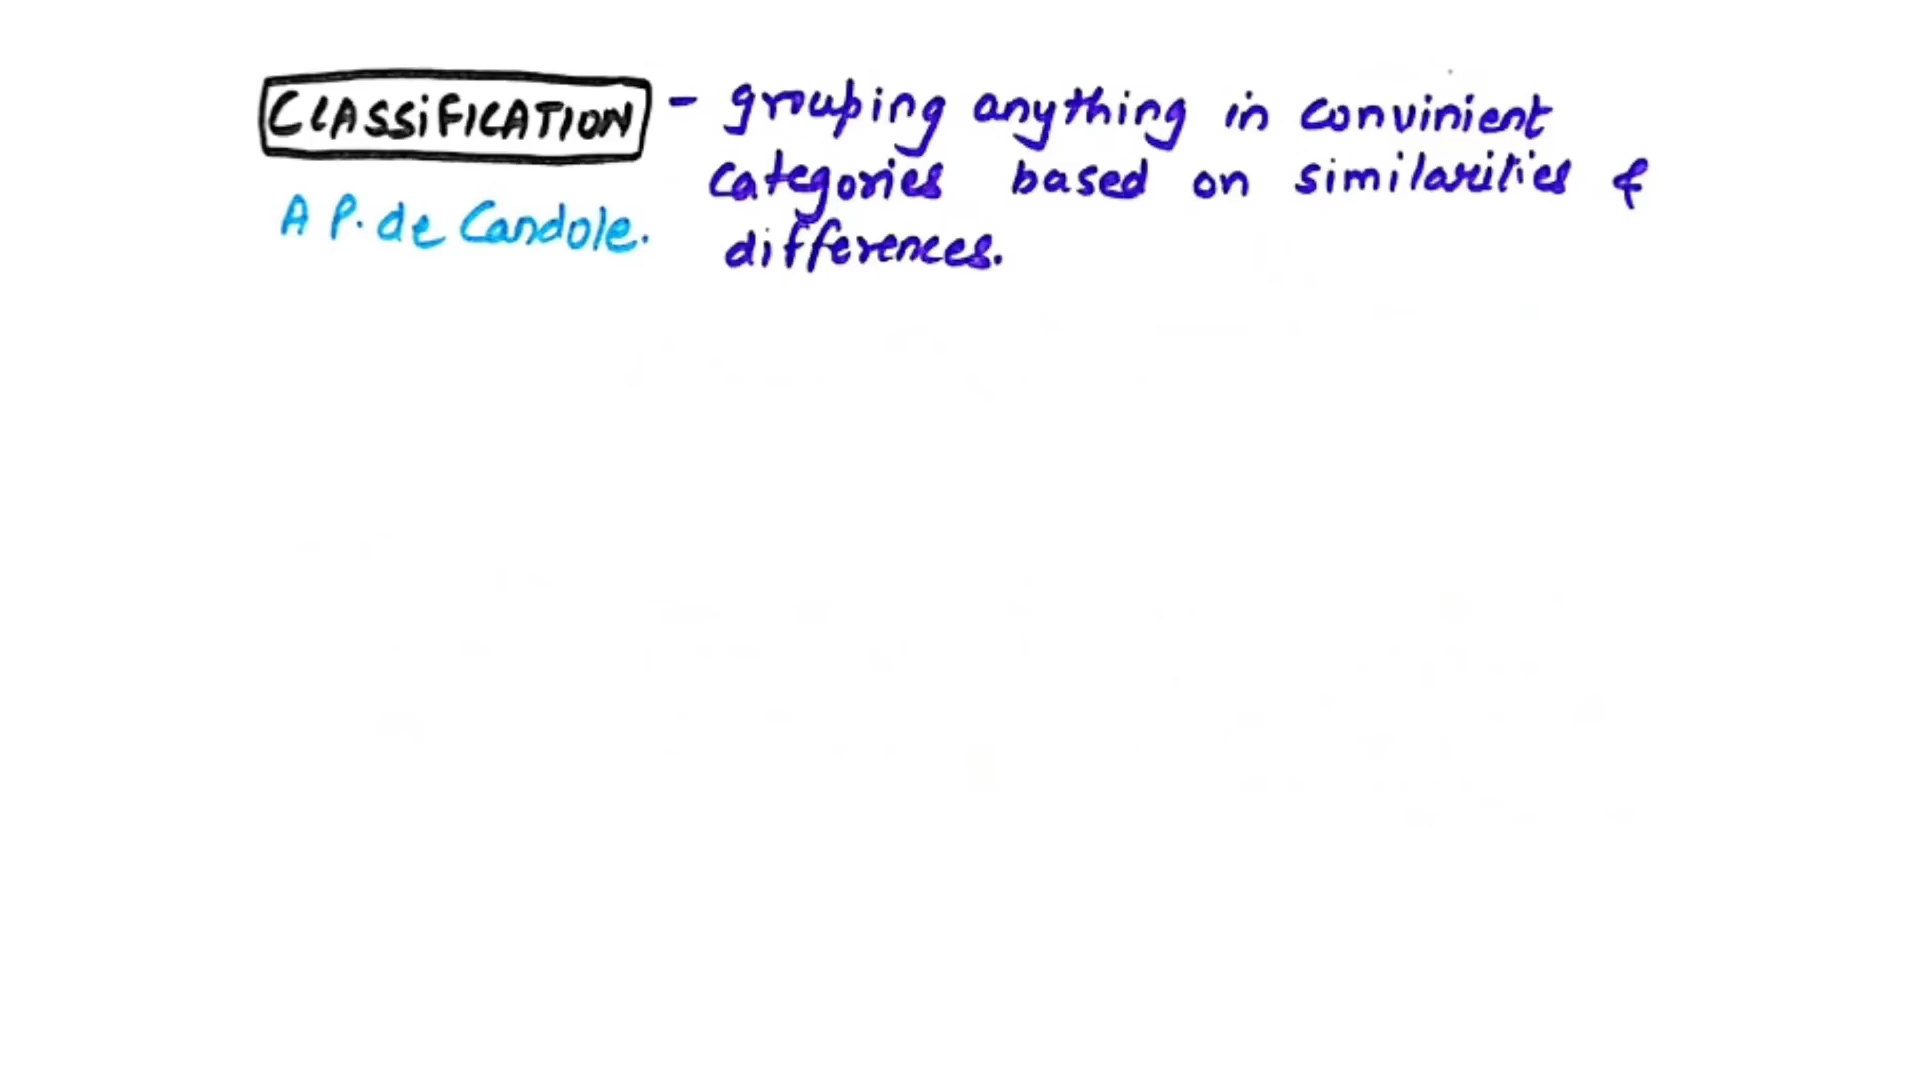 CLASSIFICATION - grouping anything in convinient
categories based on similarities &
A P. de Candole.
differences.